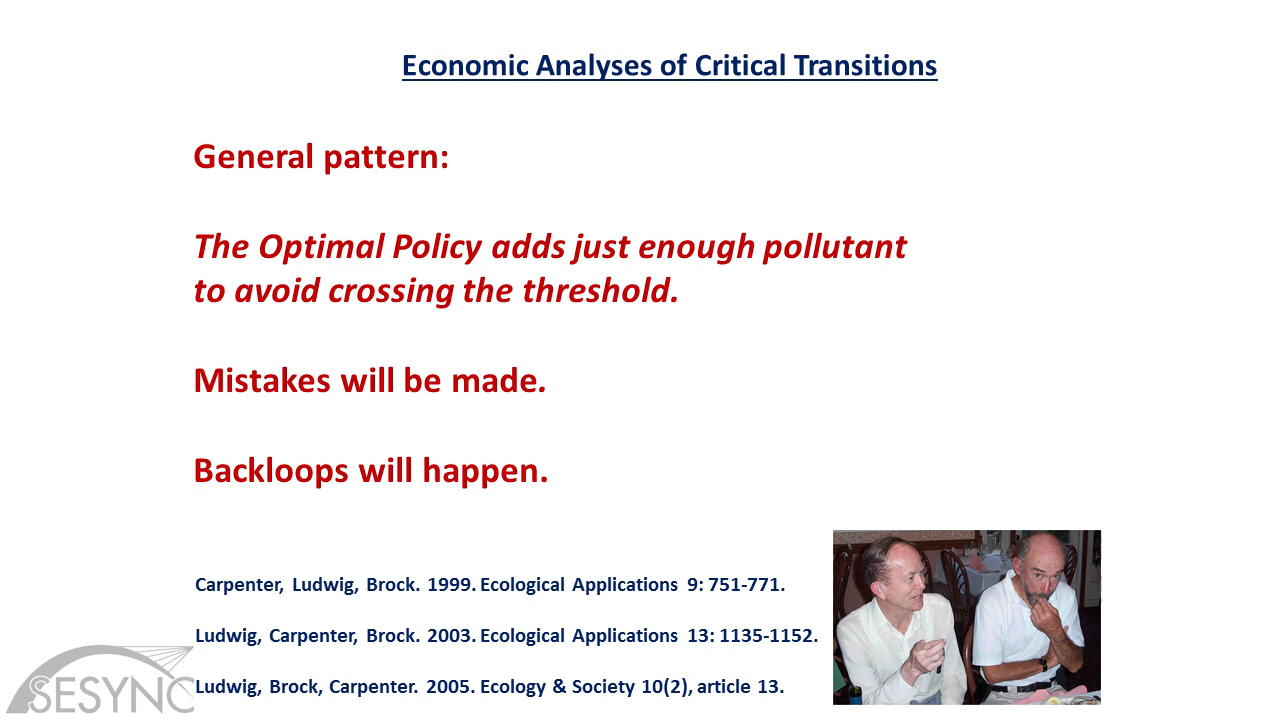 Economic Analyses of Critical Transitions
General pattern:
The Optimal Policy adds just enough pollutant
to avoid crossing the threshold.
Mistakes will be made.
Backloops will happen.
Carpenter, Ludwig, Brock. 1999. Ecological Applications 9: 751-771.
Ludwig, Carpenter, Brock. 2003. Ecological Applications 13: 1135-1152.
Ludwig, Brock, Carpenter. 2005. Ecology & Society 10(2), article 13.
SESYNC